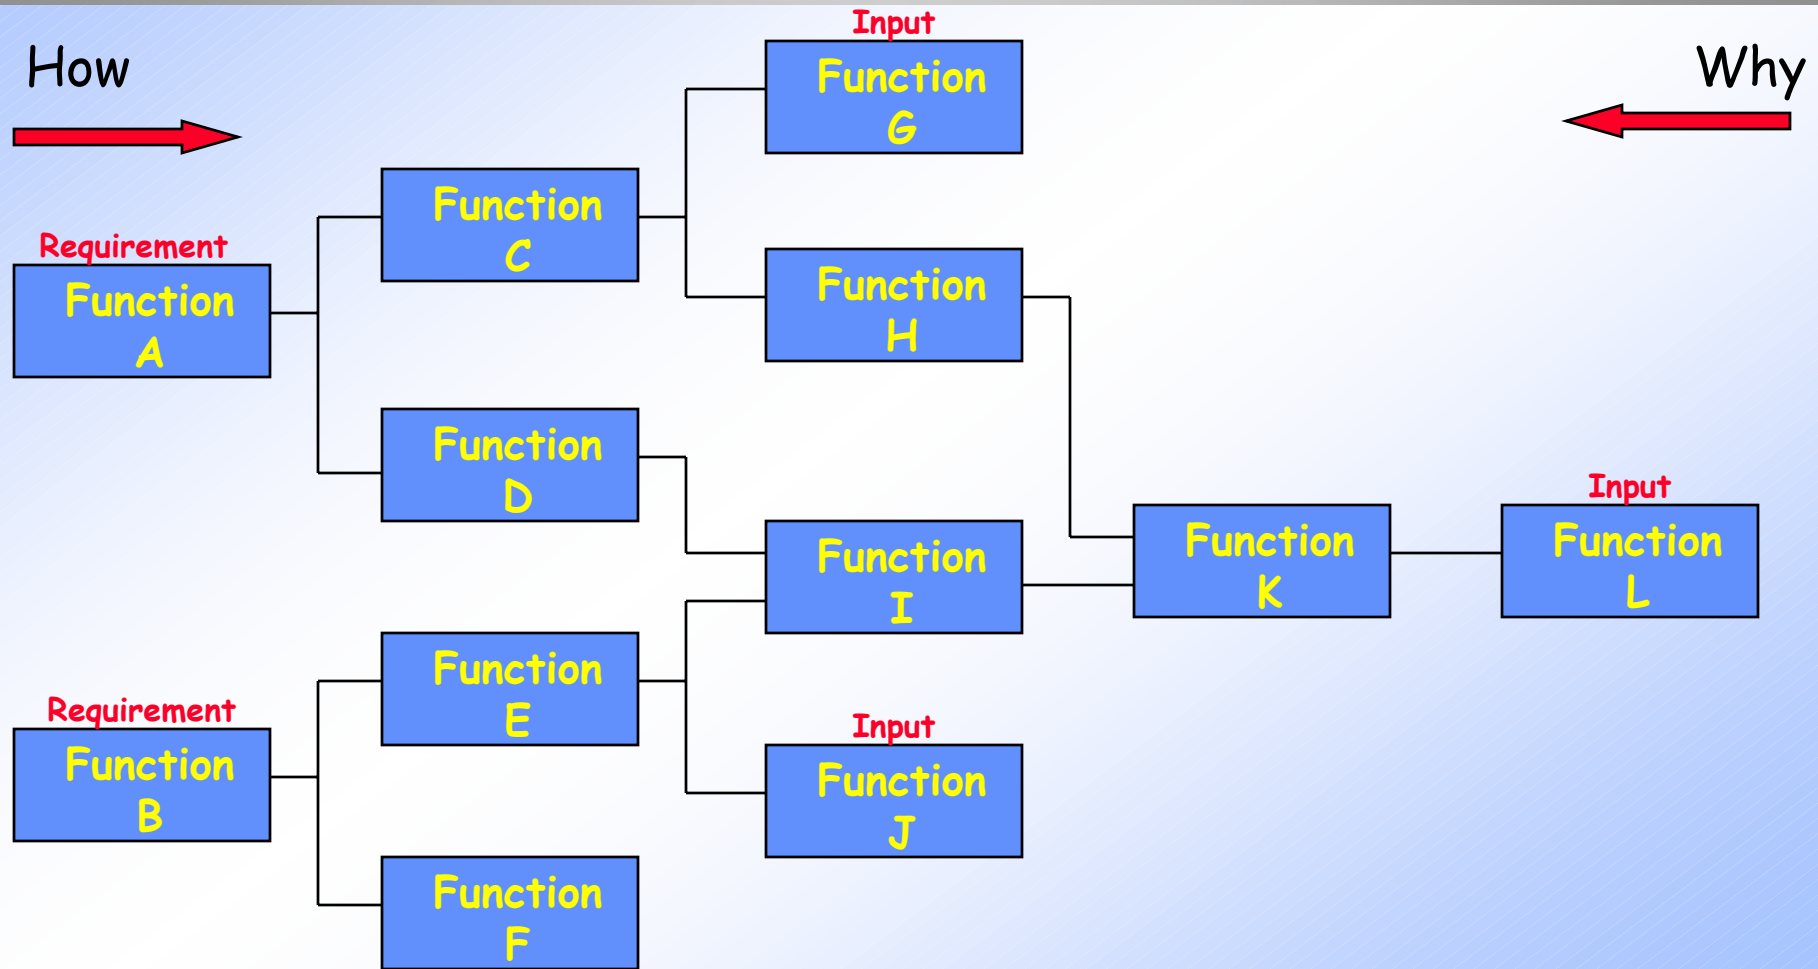 Input
How
Why
Function
G
Function
C
Requirement
Function
A
Function
H
Function
D
Input
Function
I
Function
K
Function
L
Function
E
Requirement
Function
B
Input
Function
J
Function
F